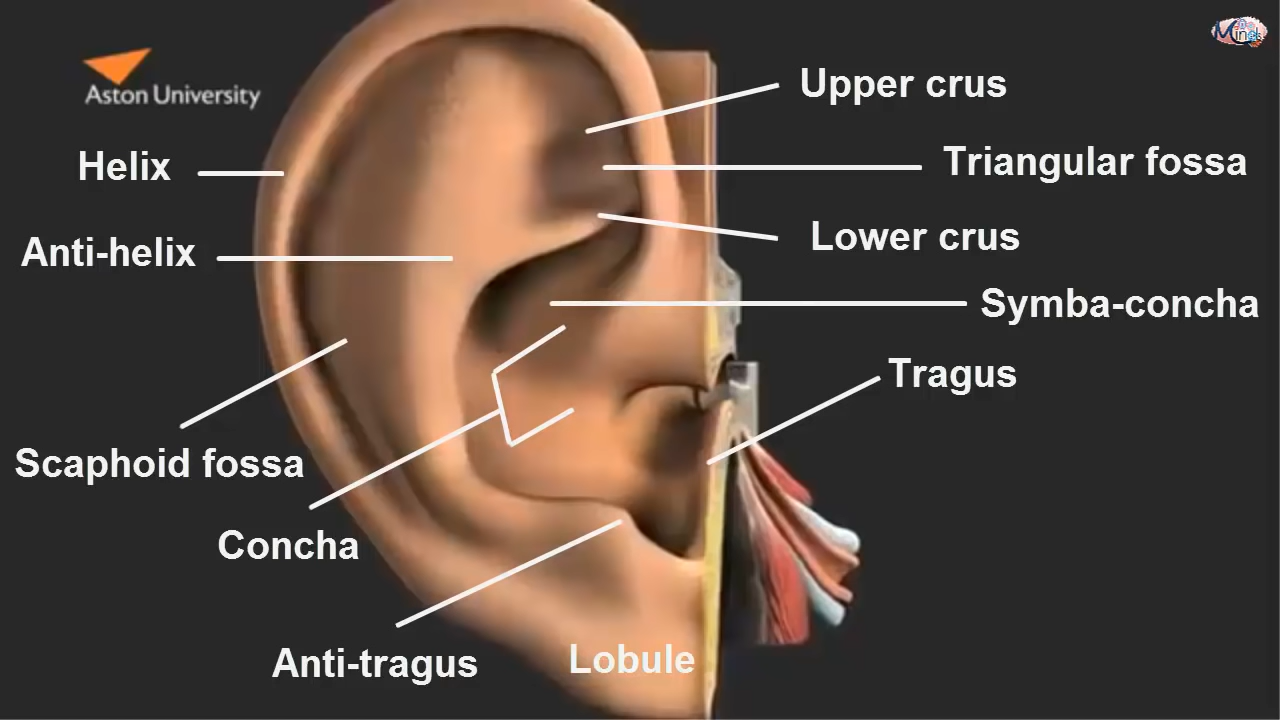 Aston University
Upper crus
Helix
Triangular fossa
Anti-helix
Lower crus
Symba-concha
Tragus
Scaphoid fossa
Concha
Anti-tragus
Lobule